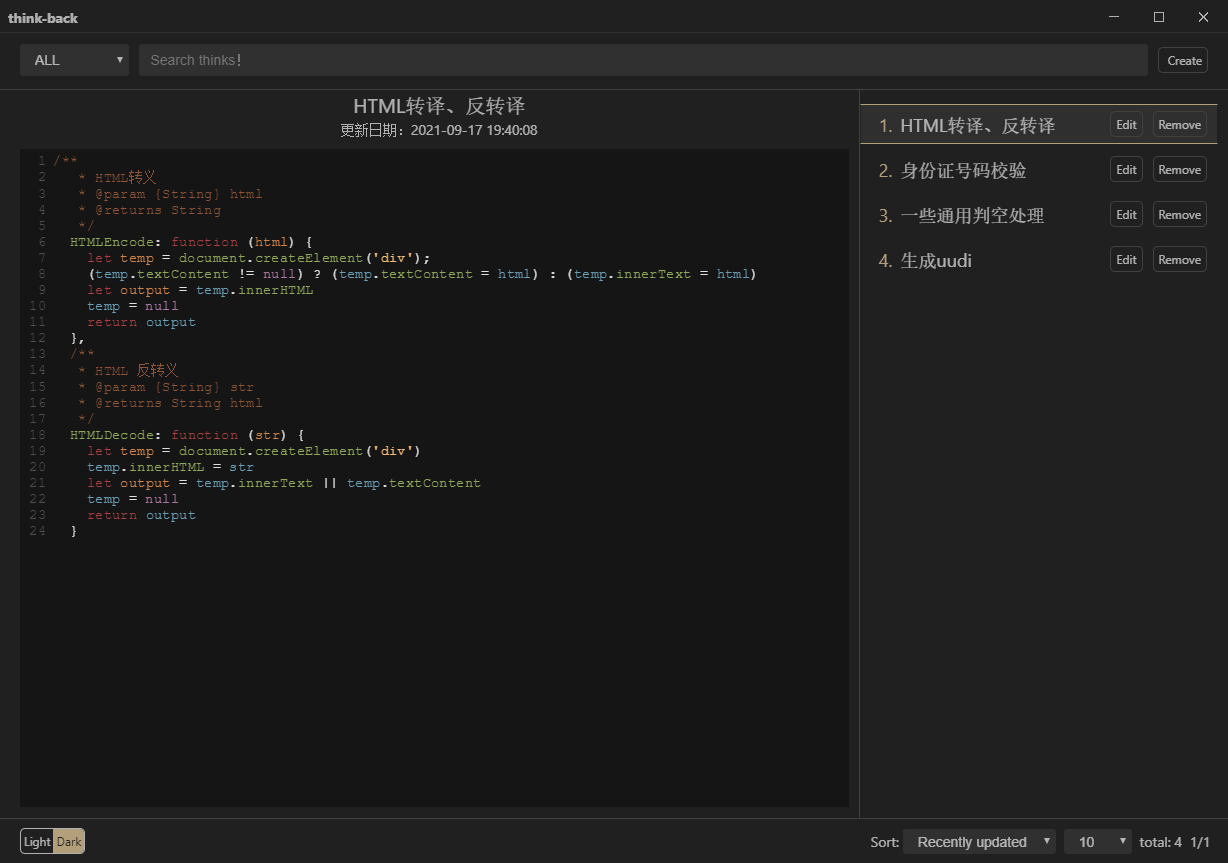 think-back
ALL
Search thinks!
Create
HTML转译、反转译
更新日期：2021-09-17 19:40:08
1 /**
2 * HTML转义
3 * @param {String} html
4 * @returns String
5 */
6 HTMLEncode: function (html) {
7 let temp = document.createElement('div');
8 (temp.textContent != null) ? (temp.textContent = html) : (temp.innerText = html)
9 let output = temp.innerHTML
10 temp = null
11 return output
12 },
13 /**
14 * HTML 反转义
15 * @param {String} str
16 * @returns String html
17 */
18 HTMLDecode: function (str) {
19 let temp = document.createElement('div')
20 temp.innerHTML = str
21 let output = temp.innerText || temp.textContent
22 temp = null
23 return output
24 }
1. HTML转译、反转译 Edit Remove
2. 身份证号码校验 Edit Remove
3. 一些通用判空处理 Edit Remove
4. 生成uudi Edit Remove
Light Dark
Sort: Recently updated 10 total: 4 1/1